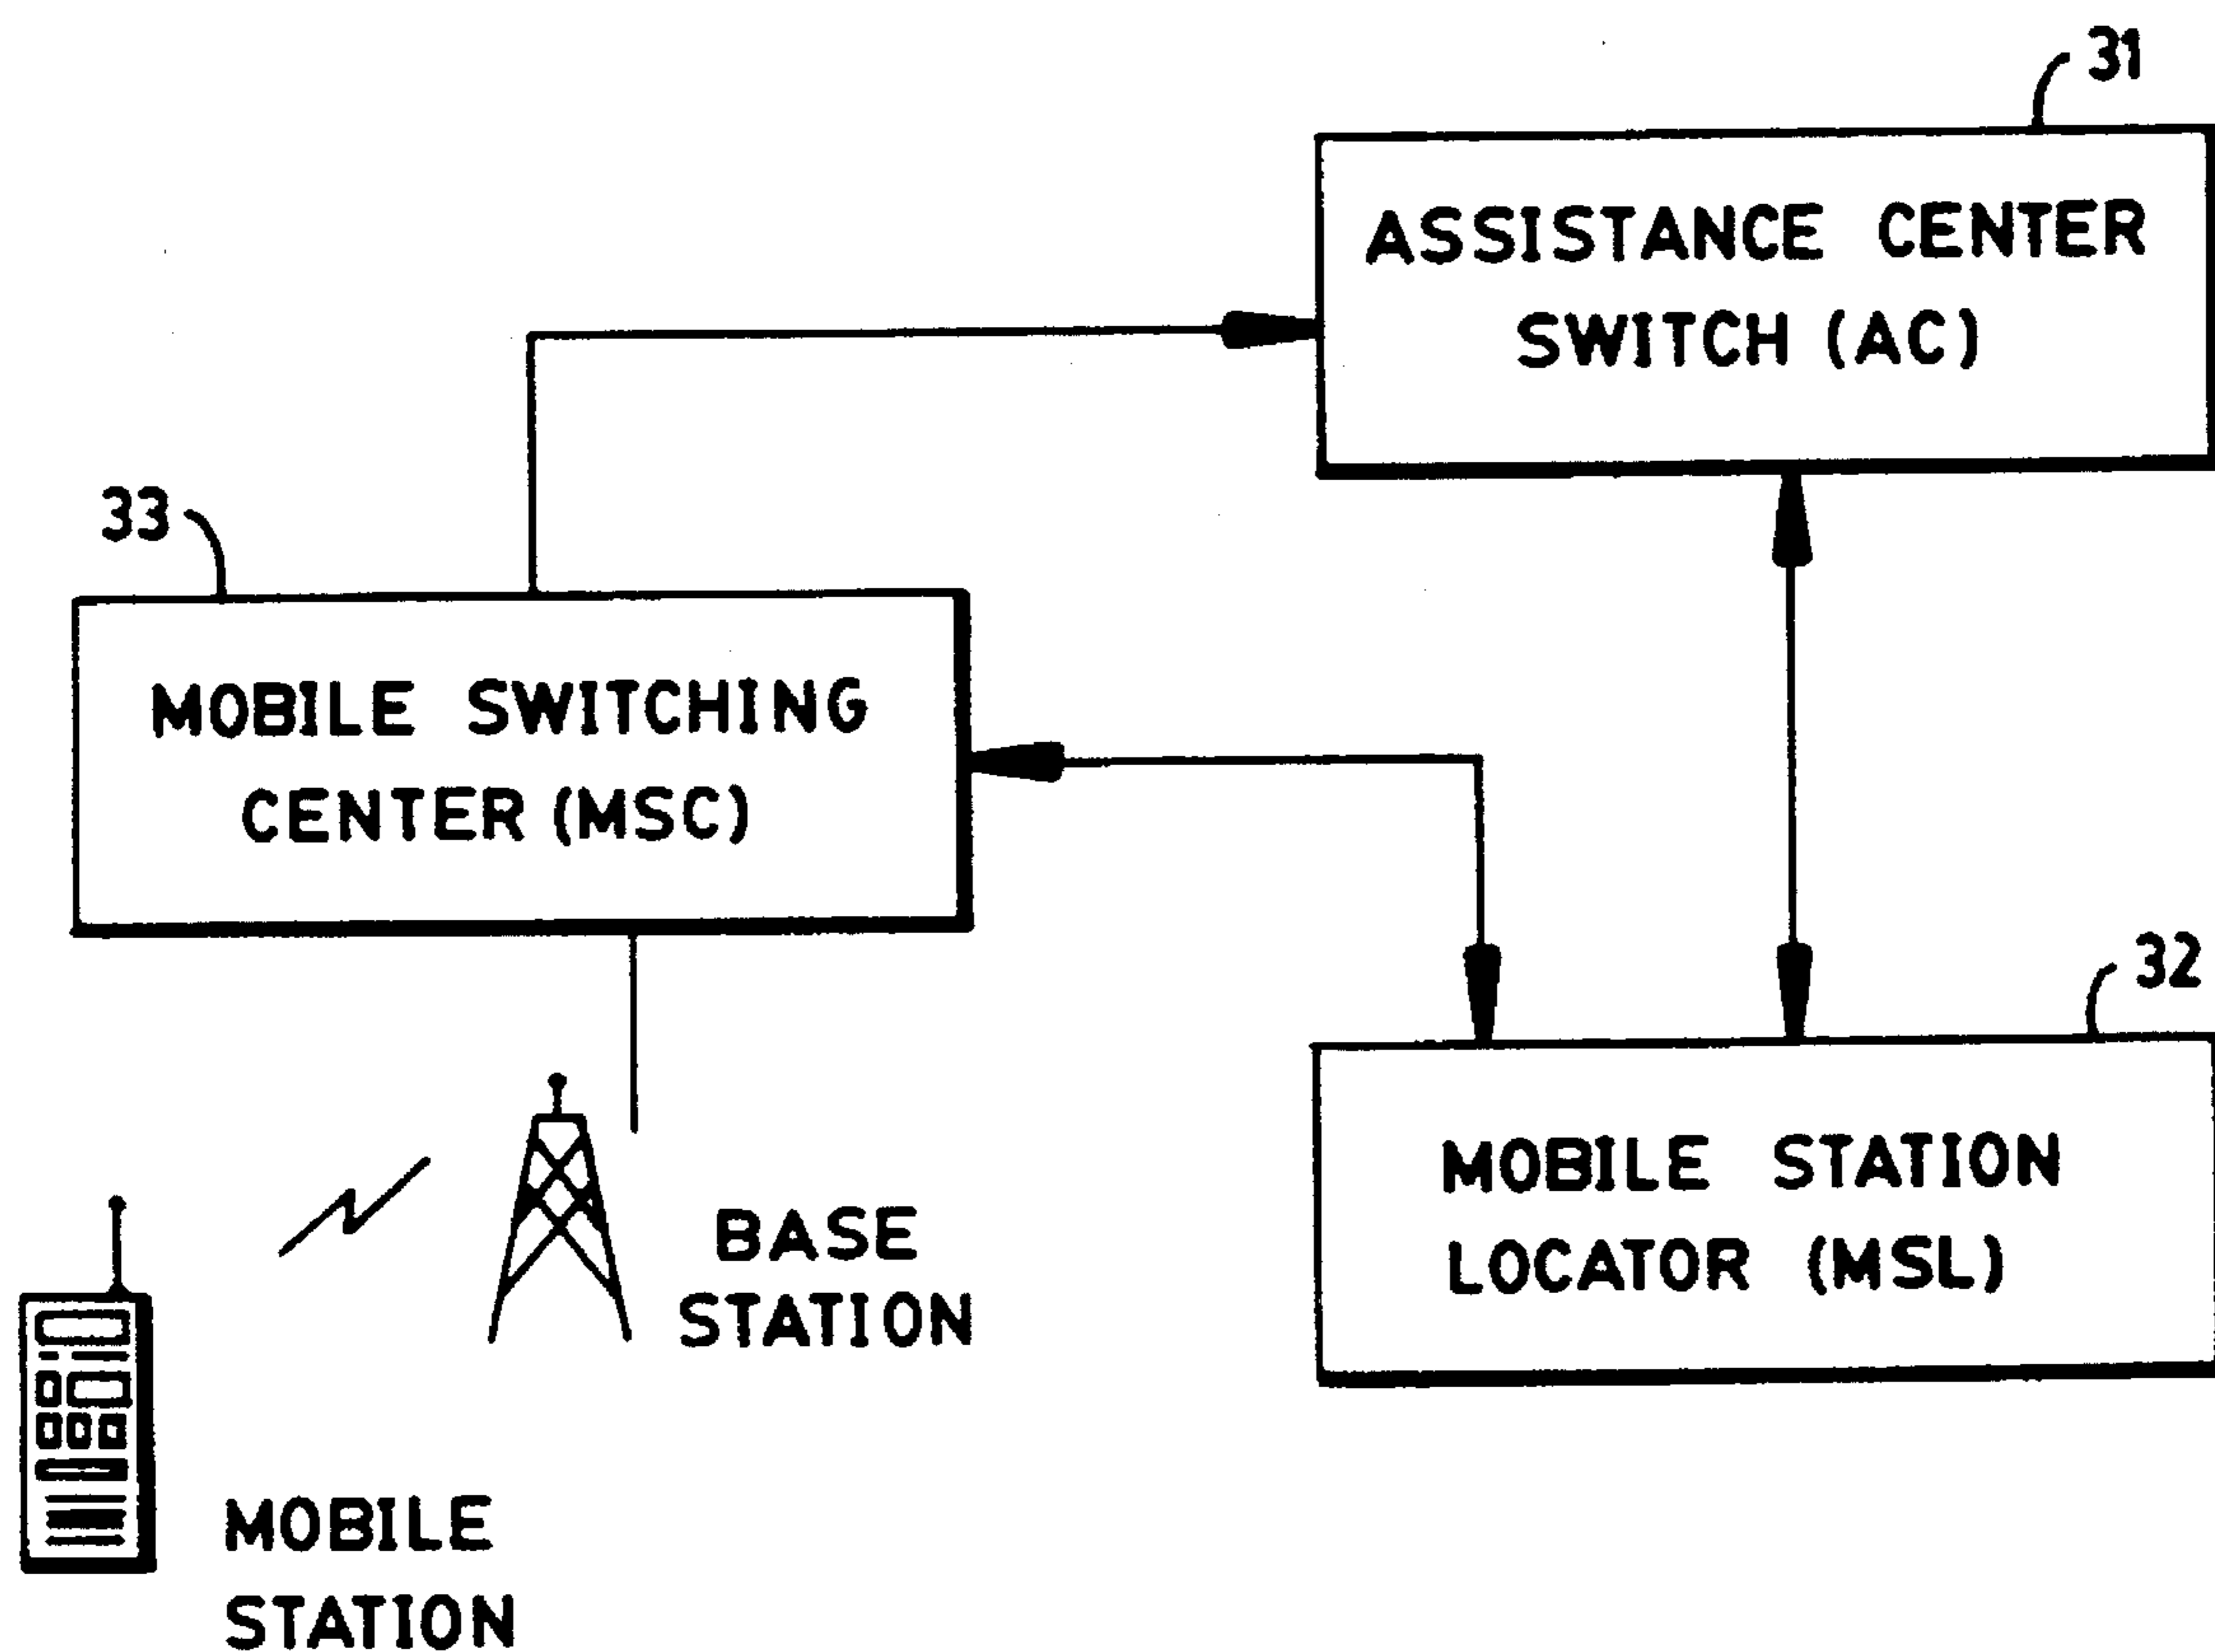 31
ASSISTANCE CENTER
SWITCH (AC)
33
MOBILE SWITCHING
CENTER (MSC)
32
MOBILE STATION
LOCATOR (MSL)
BASE
STATION
MOBILE
STATION